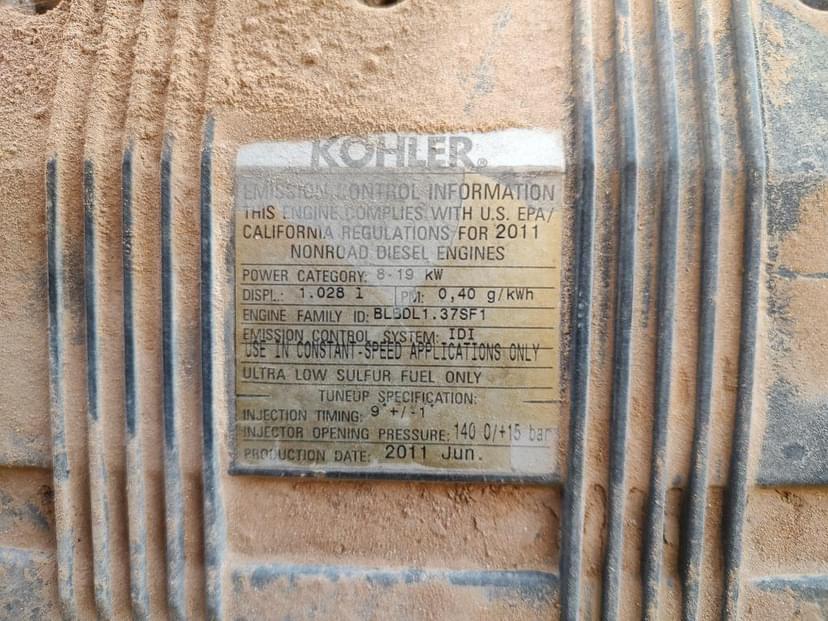 KOHLER®
EMISSION CONTROL INFORMATION
THIS ENGINE COMPLIES WITH U.S. EPA/
CALIFORNIA REGULATIONS FOR 2011
NONROAD DIESEL ENGINES
POWER CATEGORY: 8-19 kW
DISPL.: 1.028 l PM: 0,40 g/kWh
ENGINE FAMILY ID: BLBDL1.37SF1
EMISSION CONTROL SYSTEM: IDI
USE IN CONSTANT-SPEED APPLICATIONS ONLY
ULTRA LOW SULFUR FUEL ONLY
TUNEUP SPECIFICATION:
INJECTION TIMING: 9°+/-1°
INJECTOR OPENING PRESSURE: 140 0/+15 bar
PRODUCTION DATE: 2011 Jun.